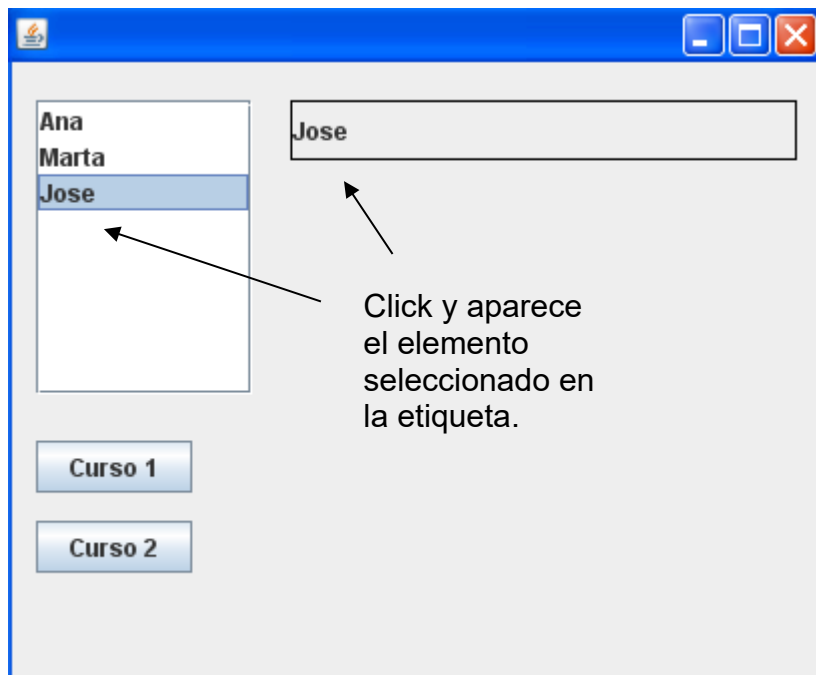 Ana
Marta
Jose
Jose
Click y aparece
el elemento
seleccionado en
la etiqueta.
Curso 1
Curso 2